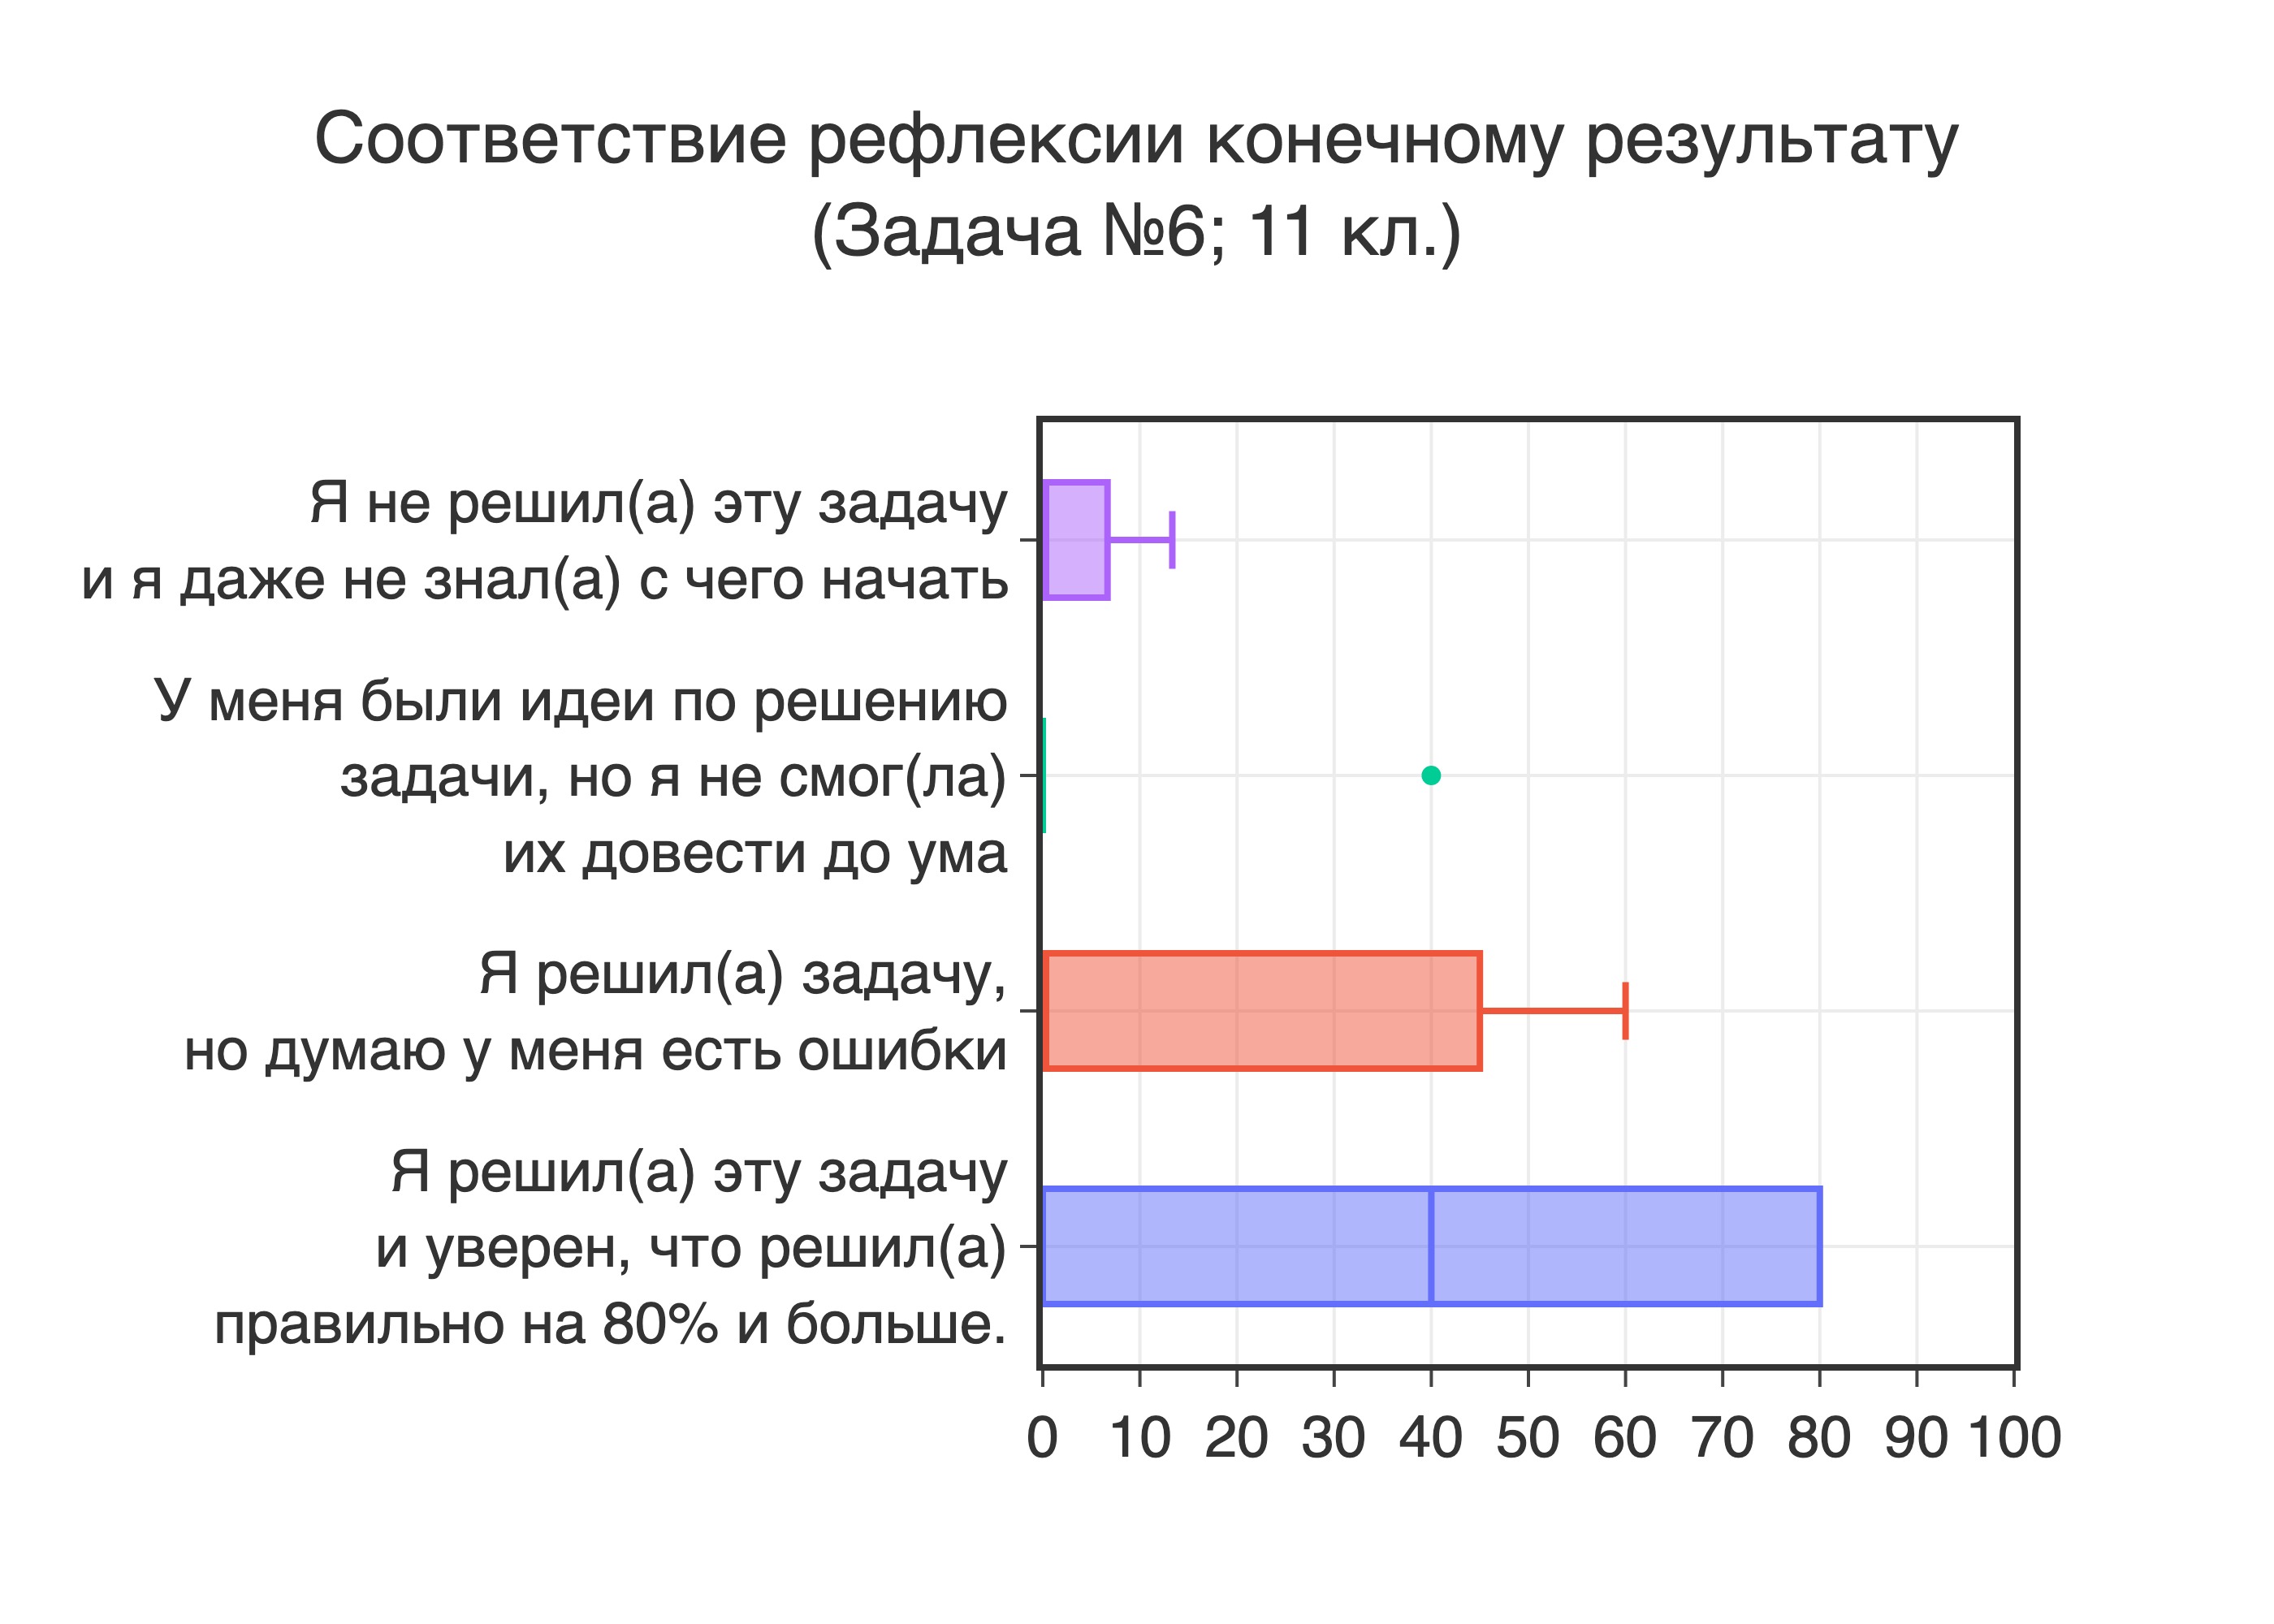 Соответствие рефлексии конечному результату
(Задача №6; 11 кл.)
Я не решил(а) эту задачу
и я даже не знал(а) с чего начать
У меня были идеи по решению
задачи, но я не смог(ла)
их довести до ума
Я решил(а) задачу,
но думаю у меня есть ошибки
Я решил(а) эту задачу
и уверен, что решил(а)
правильно на 80% и больше.
0 10 20 30 40 50 60 70 80 90 100